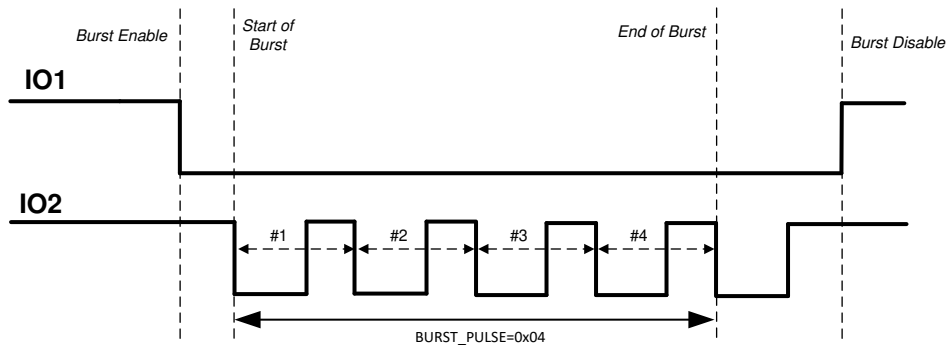 Burst Enable
Start of
Burst
End of Burst
Burst Disable
IO1
IO2
#1
#2
#3
#4
BURST_PULSE=0x04